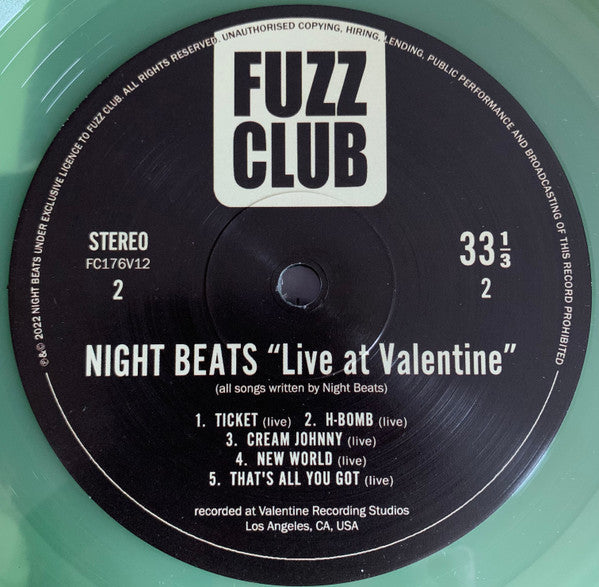 ℗&© 2022 NIGHT BEATS UNDER EXCLUSIVE LICENCE TO FUZZ CLUB. ALL RIGHTS RESERVED. UNAUTHORISED COPYING, HIRING, LENDING, PUBLIC PERFORMANCE AND BROADCASTING OF THIS RECORD PROHIBITED
FUZZ
CLUB
STEREO 33 1/3
FC176V12
2 2
NIGHT BEATS "Live at Valentine"
(all songs written by Night Beats)
1. TICKET (live) 2. H-BOMB (live)
3. CREAM JOHNNY (live)
4. NEW WORLD (live)
5. THAT'S ALL YOU GOT (live)
recorded at Valentine Recording Studios
Los Angeles, CA, USA